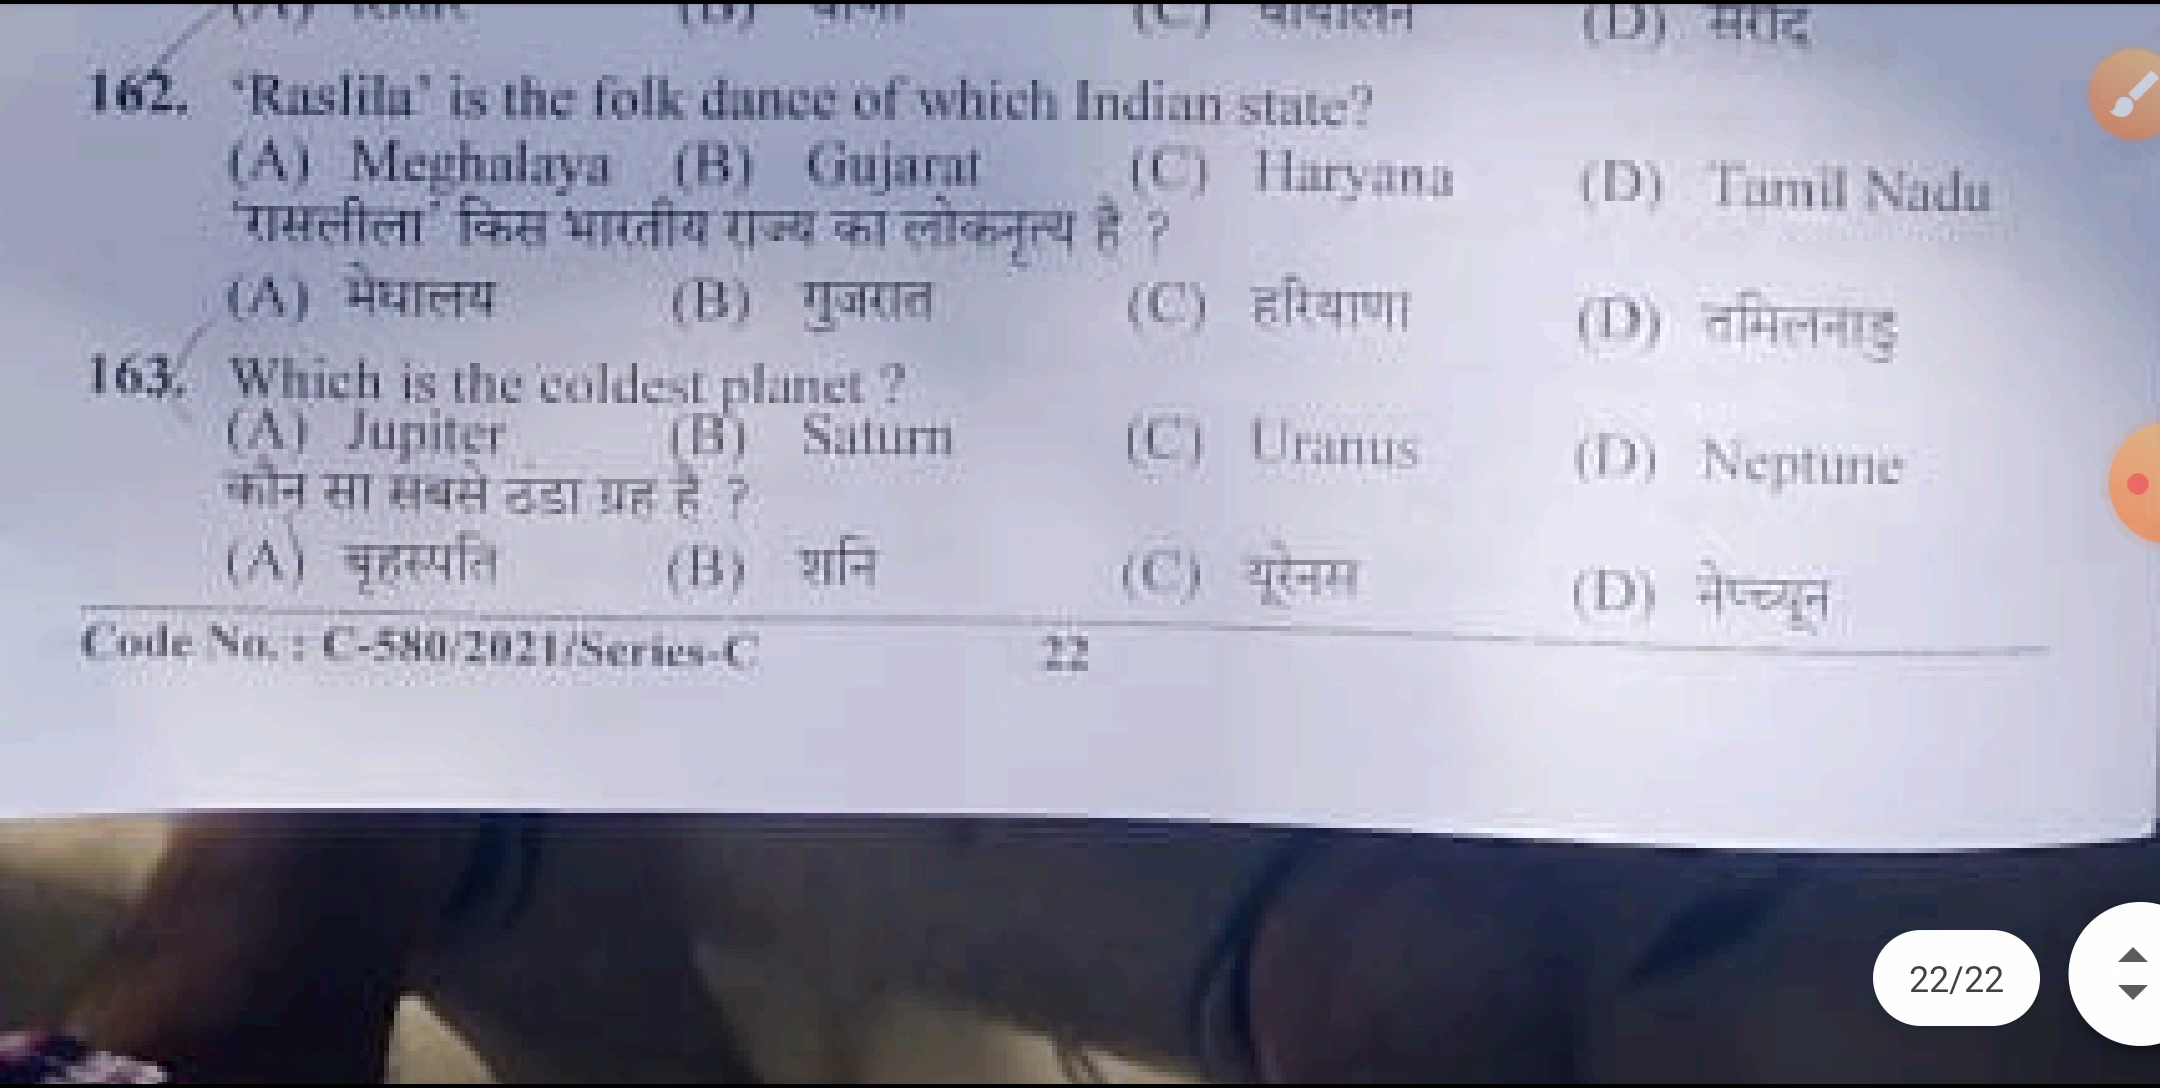 (D) सरोद
162. 'Raslila' is the folk dance of which Indian state?
(A) Meghalaya (B) Gujarat (C) Haryana (D) Tamil Nadu
'रासलीला' किस भारतीय राज्य का लोकनृत्य है ?
(A) मेघालय (B) गुजरात (C) हरियाणा (D) तमिलनाडु
163. Which is the coldest planet ?
(A) Jupiter (B) Saturn (C) Uranus (D) Neptune
कौन सा सबसे ठंडा ग्रह है ?
(A) बृहस्पति (B) शनि (C) यूरेनस (D) नेप्च्यून
Code No. : C-580/2021/Series-C 22
22/22